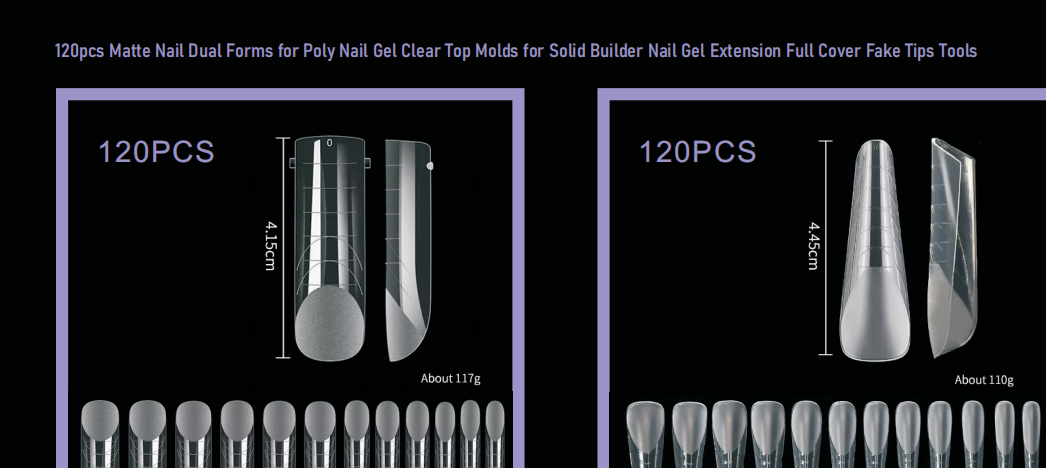 120pcs Matte Nail Dual Forms for Poly Nail Gel Clear Top Molds for Solid Builder Nail Gel Extension Full Cover Fake Tips Tools
120PCS
0
4.15cm
About 117g
120PCS
4.45cm
About 110g